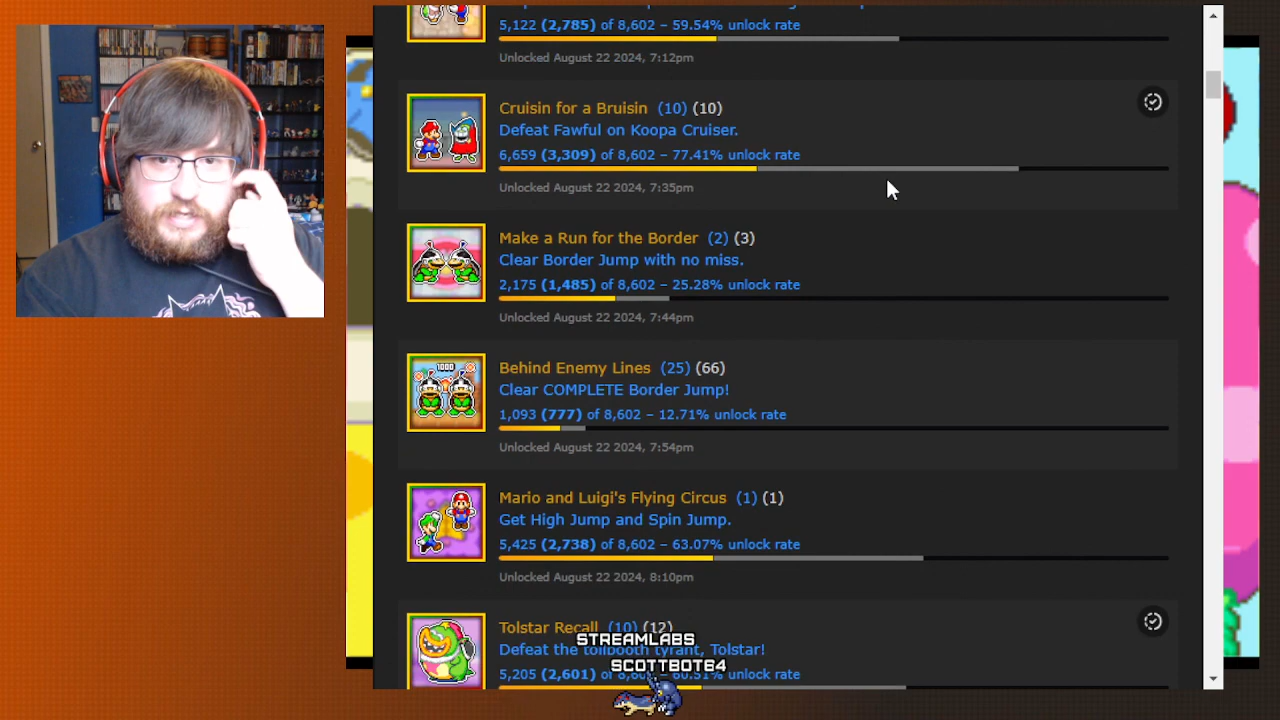 5,122 (2,785) of 8,602 – 59.54% unlock rate
Unlocked August 22 2024, 7:12pm
Cruisin for a Bruisin (10) (10)
Defeat Fawful on Koopa Cruiser.
6,659 (3,309) of 8,602 – 77.41% unlock rate
Unlocked August 22 2024, 7:35pm
Make a Run for the Border (2) (3)
Clear Border Jump with no miss.
2,175 (1,485) of 8,602 – 25.28% unlock rate
Unlocked August 22 2024, 7:44pm
1000
Behind Enemy Lines (25) (66)
Clear COMPLETE Border Jump!
1,093 (777) of 8,602 – 12.71% unlock rate
Unlocked August 22 2024, 7:54pm
Mario and Luigi's Flying Circus (1) (1)
Get High Jump and Spin Jump.
5,425 (2,738) of 8,602 – 63.07% unlock rate
Unlocked August 22 2024, 8:10pm
Tolstar Recall (10) (12)
STREAMLABS
Defeat the tollbooth tyrant, Tolstar!
SCOTTBOT64
5,205 (2,601) of 8,602 – 60.51% unlock rate